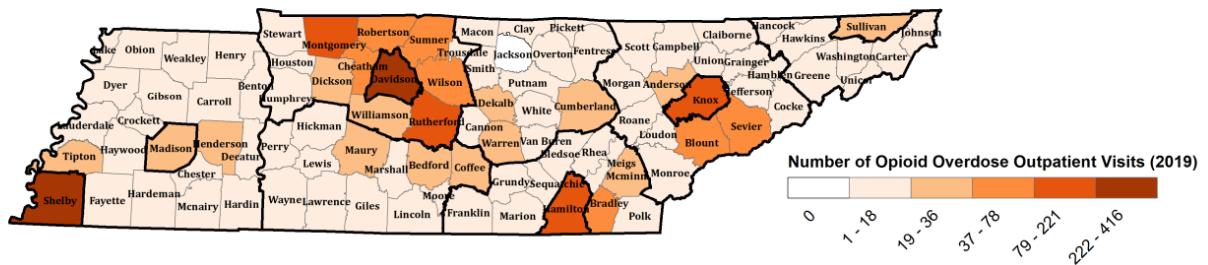 Hancock
Sullivan
Johnson
Stewart
Robertson
Sumner
Macon
Clay
Pickett
Claiborne
Hawkins
Lake
Obion
Weakley
Henry
Montgomery
Trousdale
Jackson
Overton
Fentress
Scott
Campbell
Union
Grainger
Washington
Carter
Houston
Cheatham
Davidson
Wilson
Smith
Putnam
Morgan
Anderson
Hamblen
Greene
Unicoi
Dyer
Gibson
Carroll
Benton
Humphreys
Dickson
Dekalb
White
Cumberland
Knox
Jefferson
Cocke
Lauderdale
Crockett
Williamson
Rutherford
Cannon
Roane
Loudon
Sevier
Tipton
Haywood
Madison
Henderson
Decatur
Perry
Hickman
Maury
Bedford
Coffee
Warren
Van Buren
Bledsoe
Rhea
Meigs
Blount
Chester
Lewis
Marshall
Grundy
Sequatchie
Mcminn
Monroe
Shelby
Fayette
Hardeman
Mcnairy
Hardin
Wayne
Lawrence
Giles
Lincoln
Moore
Franklin
Marion
Hamilton
Bradley
Polk
Number of Opioid Overdose Outpatient Visits (2019)
0
1 - 18
19 - 36
37 - 78
79 - 221
222 - 416